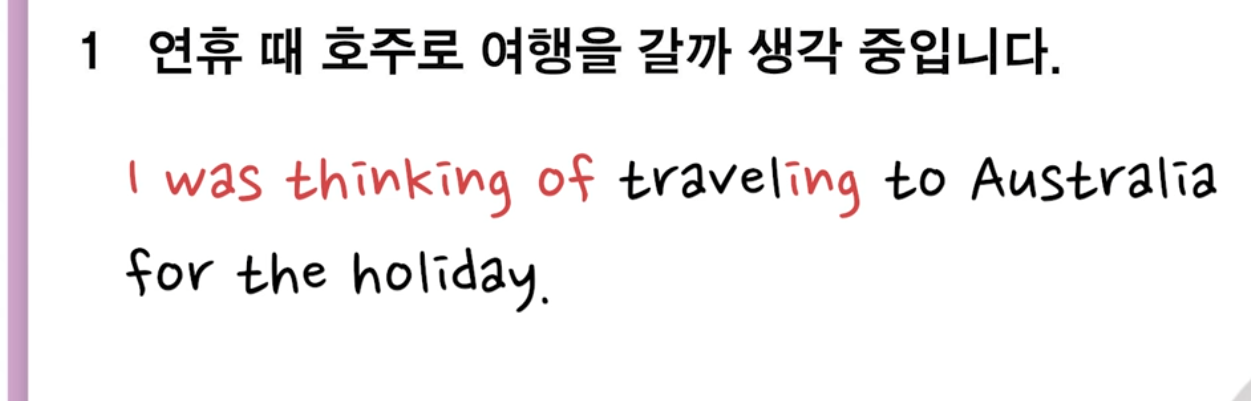 1 연휴 때 호주로 여행을 갈까 생각 중입니다.
I was thinking of traveling to Australia
for the holiday.